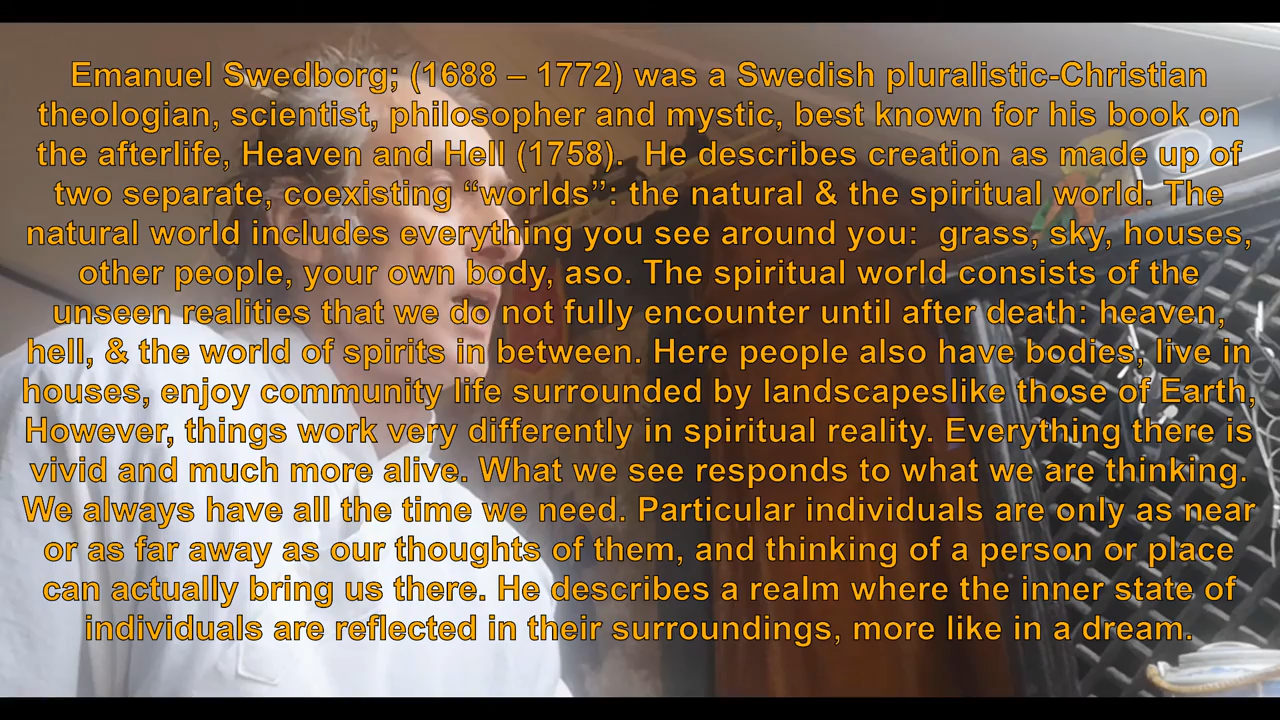 Emanuel Swedborg; (1688 – 1772) was a Swedish pluralistic-Christian
theologian, scientist, philosopher and mystic, best known for his book on
the afterlife, Heaven and Hell (1758).  He describes creation as made up of
two separate, coexisting “worlds”: the natural & the spiritual world. The
natural world includes everything you see around you:  grass, sky, houses,
other people, your own body, aso. The spiritual world consists of the
unseen realities that we do not fully encounter until after death: heaven,
hell, & the world of spirits in between. Here people also have bodies, live in
houses, enjoy community life surrounded by landscapeslike those of Earth,
However, things work very differently in spiritual reality. Everything there is
vivid and much more alive. What we see responds to what we are thinking.
We always have all the time we need. Particular individuals are only as near
or as far away as our thoughts of them, and thinking of a person or place
can actually bring us there. He describes a realm where the inner state of
individuals are reflected in their surroundings, more like in a dream.